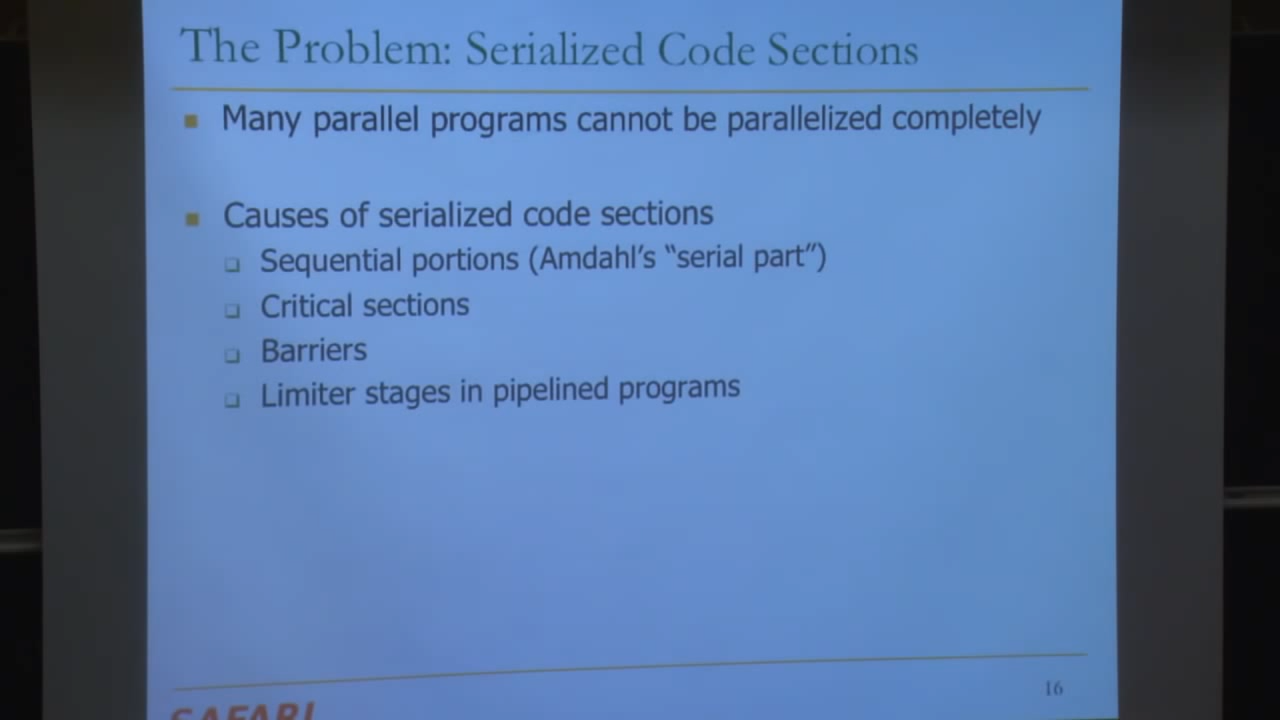 The Problem: Serialized Code Sections
Many parallel programs cannot be parallelized completely
Causes of serialized code sections
Sequential portions (Amdahl's “serial part”)
Critical sections
Barriers
Limiter stages in pipelined programs
SAFARI
16